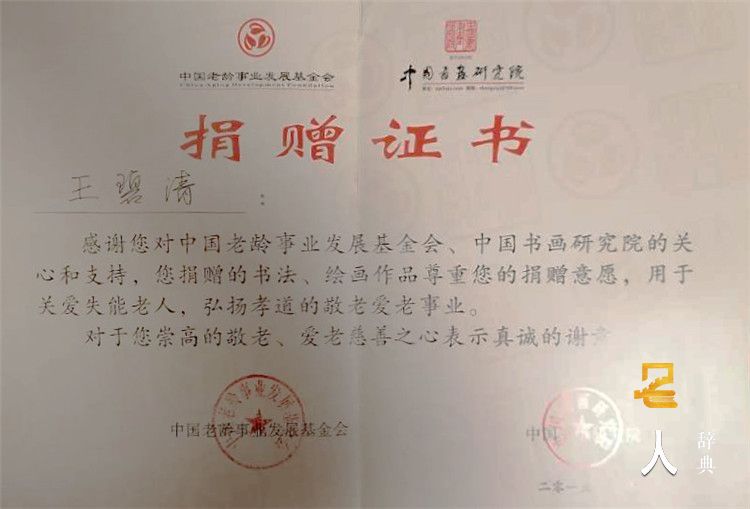 中国老龄事业发展基金会
China Aging Development Foundation
中国书画研究院
捐赠证书
王碧清：
感谢您对中国老龄事业发展基金会、中国书画研究院的关
心和支持，您捐赠的书法、绘画作品尊重您的捐赠意愿，用于
关爱失能老人，弘扬孝道的敬老爱老事业。
对于您崇高的敬老、爱老慈善之心表示真诚的谢意
中国老龄事业发展基金会
中国
院
二零一
名人
辞典